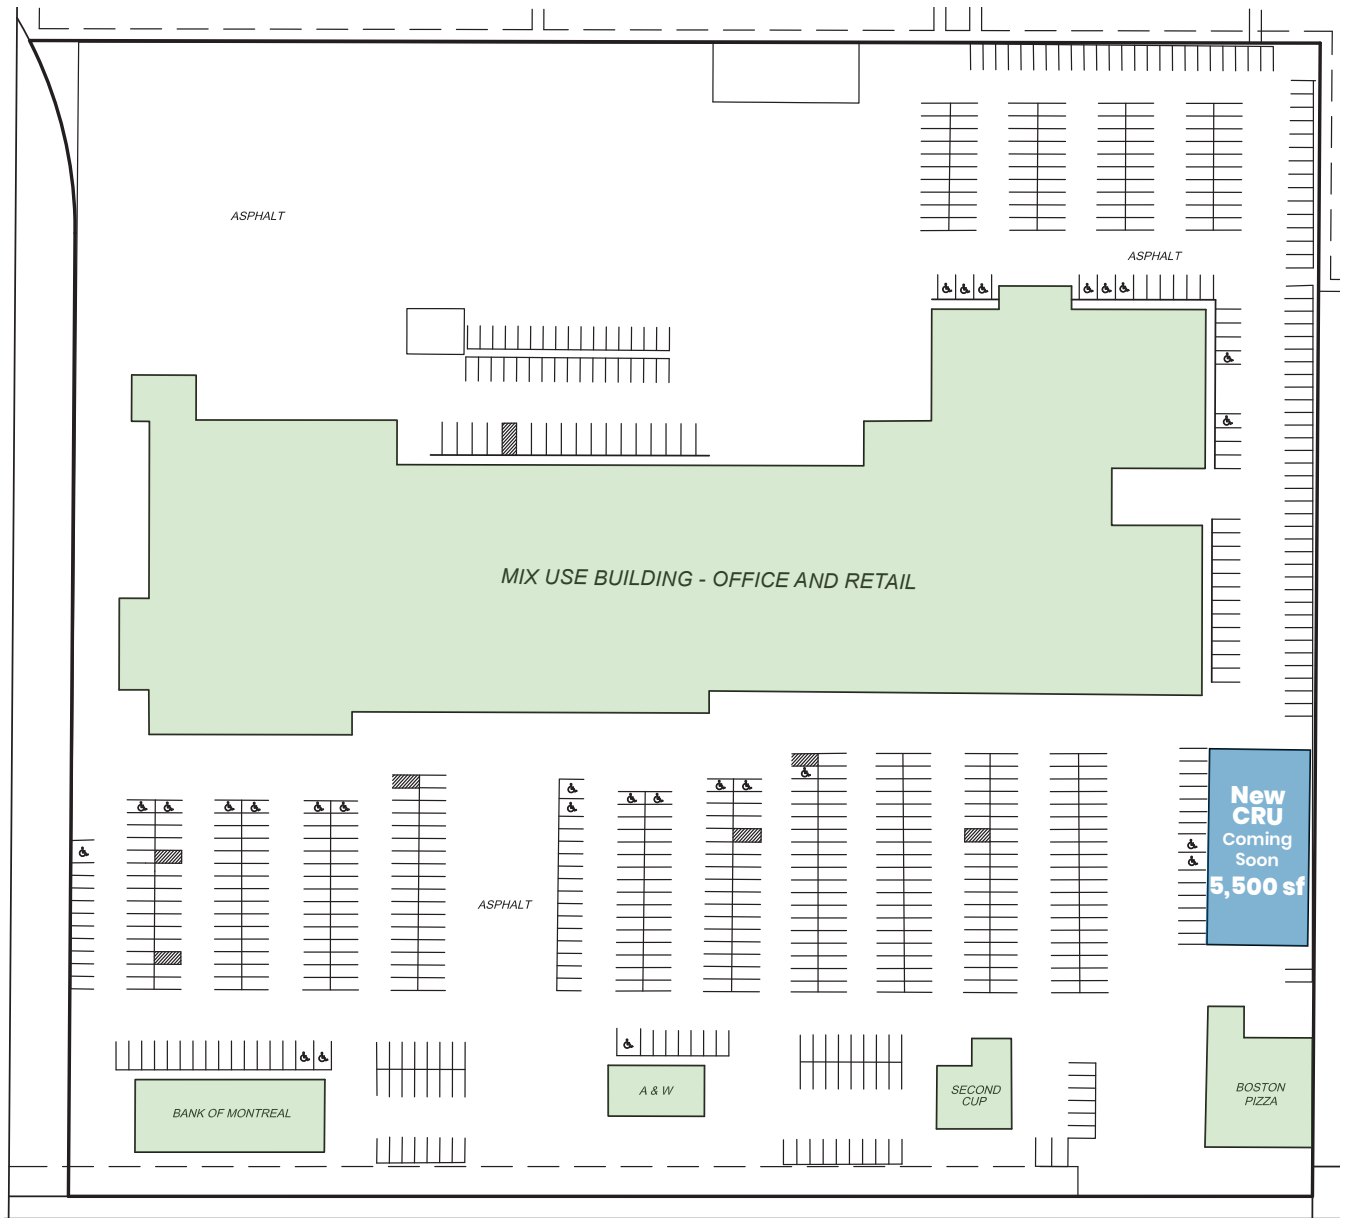 ASPHALT
ASPHALT
MIX USE BUILDING - OFFICE AND RETAIL
New
CRU
Coming
Soon
5,500 sf
ASPHALT
BANK OF MONTREAL
A & W
SECOND
CUP
BOSTON
PIZZA